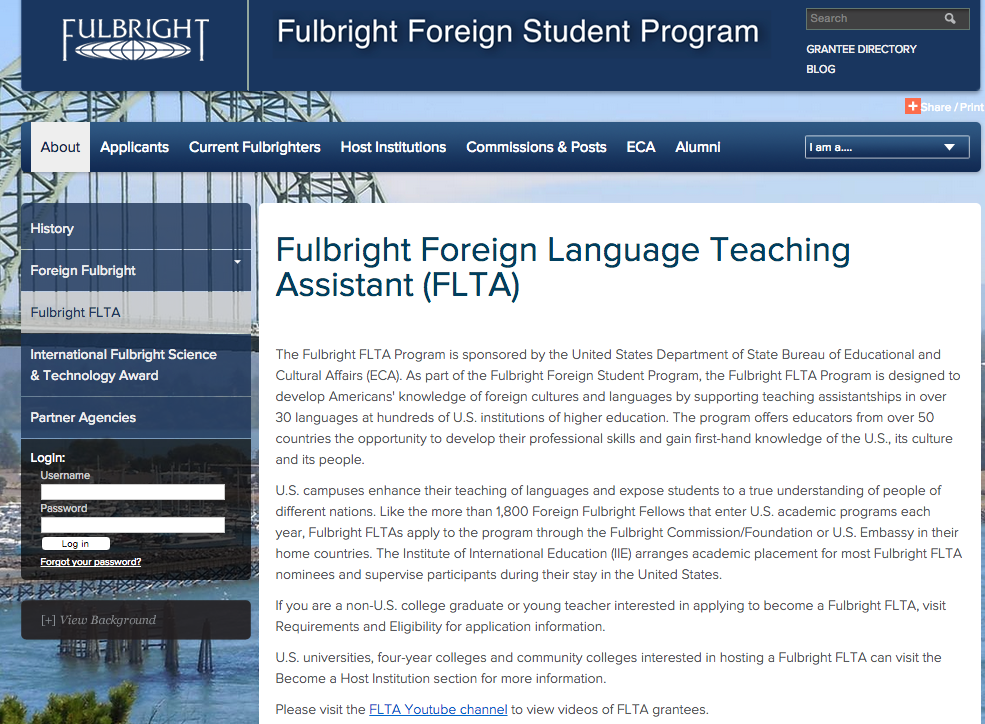 FULBRIGHT
Fulbright Foreign Student Program
Search
GRANTEE DIRECTORY
BLOG
Share / Print
About
Applicants
Current Fulbrighters
Host Institutions
Commissions & Posts
ECA
Alumni
I am a....
History
Foreign Fulbright
Fulbright FLTA
International Fulbright Science
& Technology Award
Partner Agencies
Login:
Username
Password
Log in
Forgot your password?
[+] View Background
Fulbright Foreign Language Teaching
Assistant (FLTA)
The Fulbright FLTA Program is sponsored by the United States Department of State Bureau of Educational and
Cultural Affairs (ECA). As part of the Fulbright Foreign Student Program, the Fulbright FLTA Program is designed to
develop Americans' knowledge of foreign cultures and languages by supporting teaching assistantships in over
30 languages at hundreds of U.S. institutions of higher education. The program offers educators from over 50
countries the opportunity to develop their professional skills and gain first-hand knowledge of the U.S., its culture
and its people.
U.S. campuses enhance their teaching of languages and expose students to a true understanding of people of
different nations. Like the more than 1,800 Foreign Fulbright Fellows that enter U.S. academic programs each
year, Fulbright FLTAs apply to the program through the Fulbright Commission/Foundation or U.S. Embassy in their
home countries. The Institute of International Education (IIE) arranges academic placement for most Fulbright FLTA
nominees and supervise participants during their stay in the United States.
If you are a non-U.S. college graduate or young teacher interested in applying to become a Fulbright FLTA, visit
Requirements and Eligibility for application information.
U.S. universities, four-year colleges and community colleges interested in hosting a Fulbright FLTA can visit the
Become a Host Institution section for more information.
Please visit the FLTA Youtube channel to view videos of FLTA grantees.